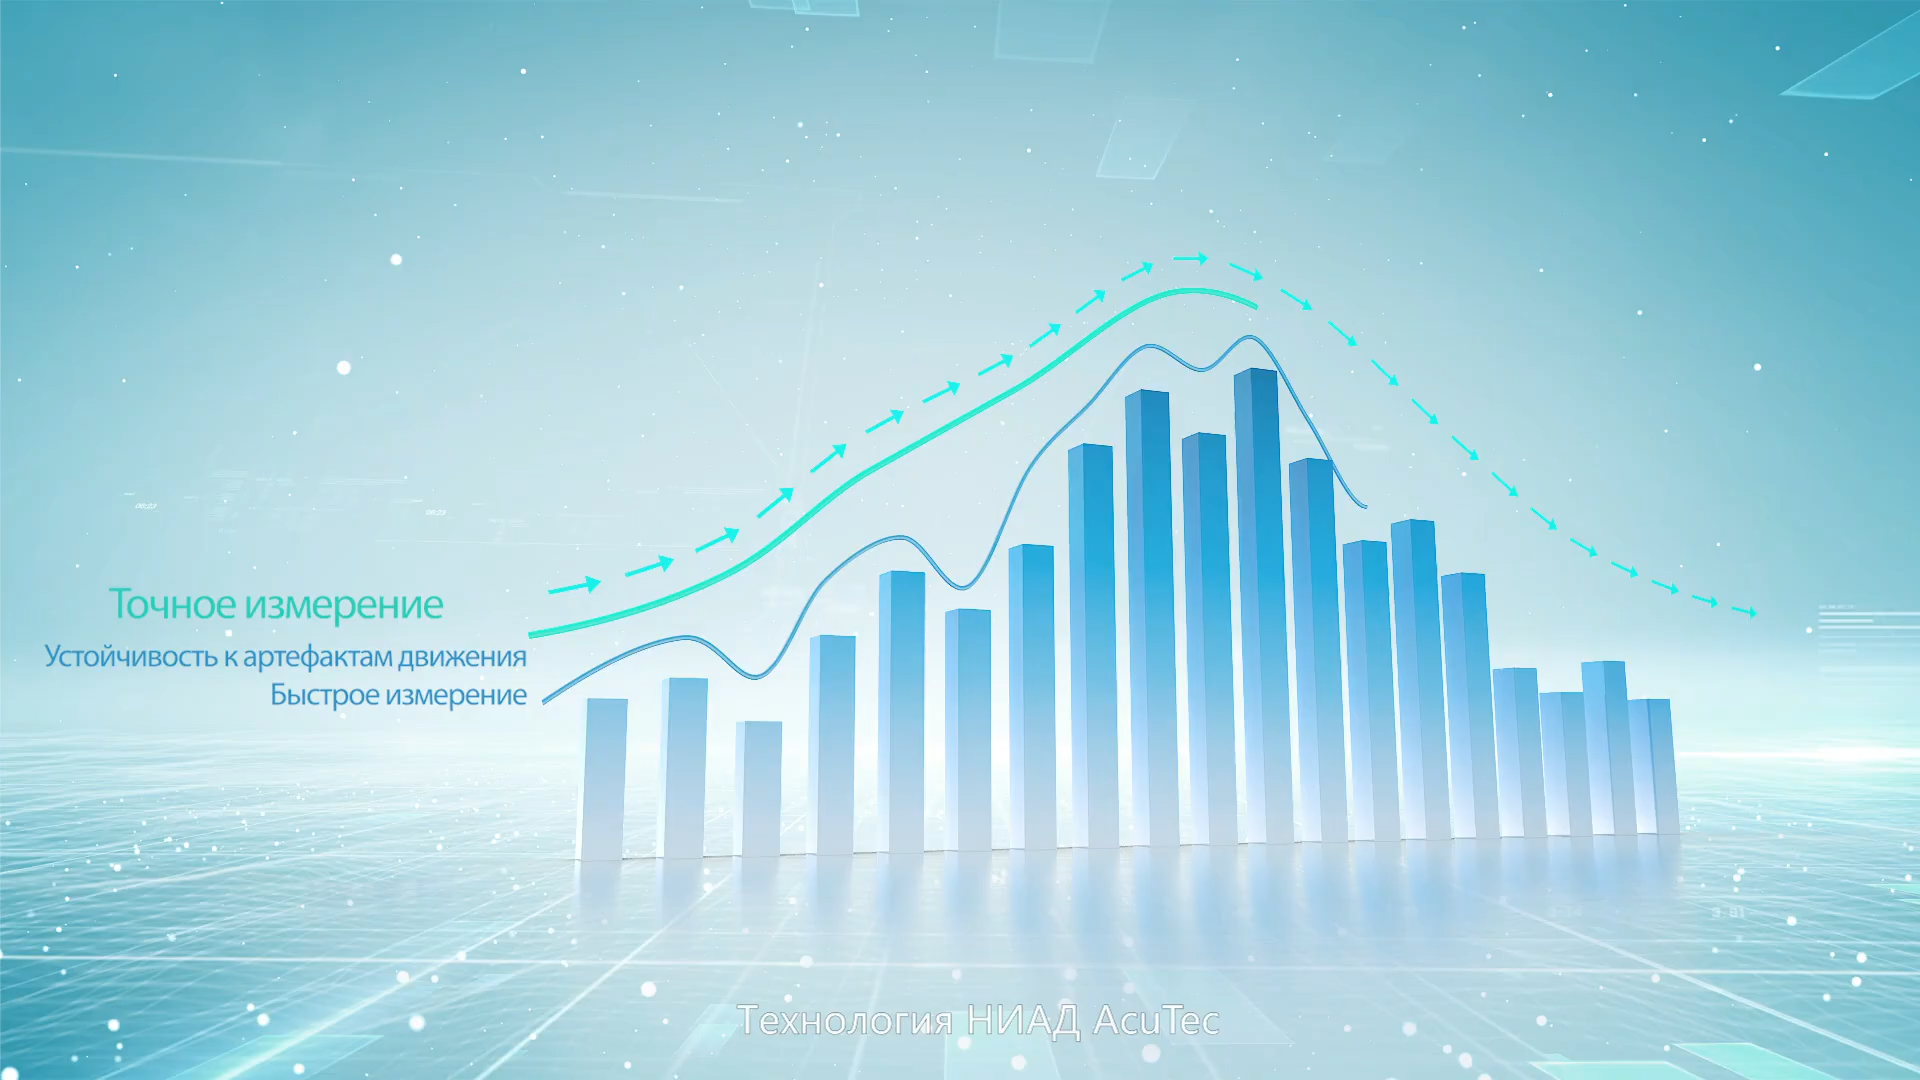 Точное измерение
Устойчивость к артефактам движения
Быстрое измерение
Технология НИАД AcuTec